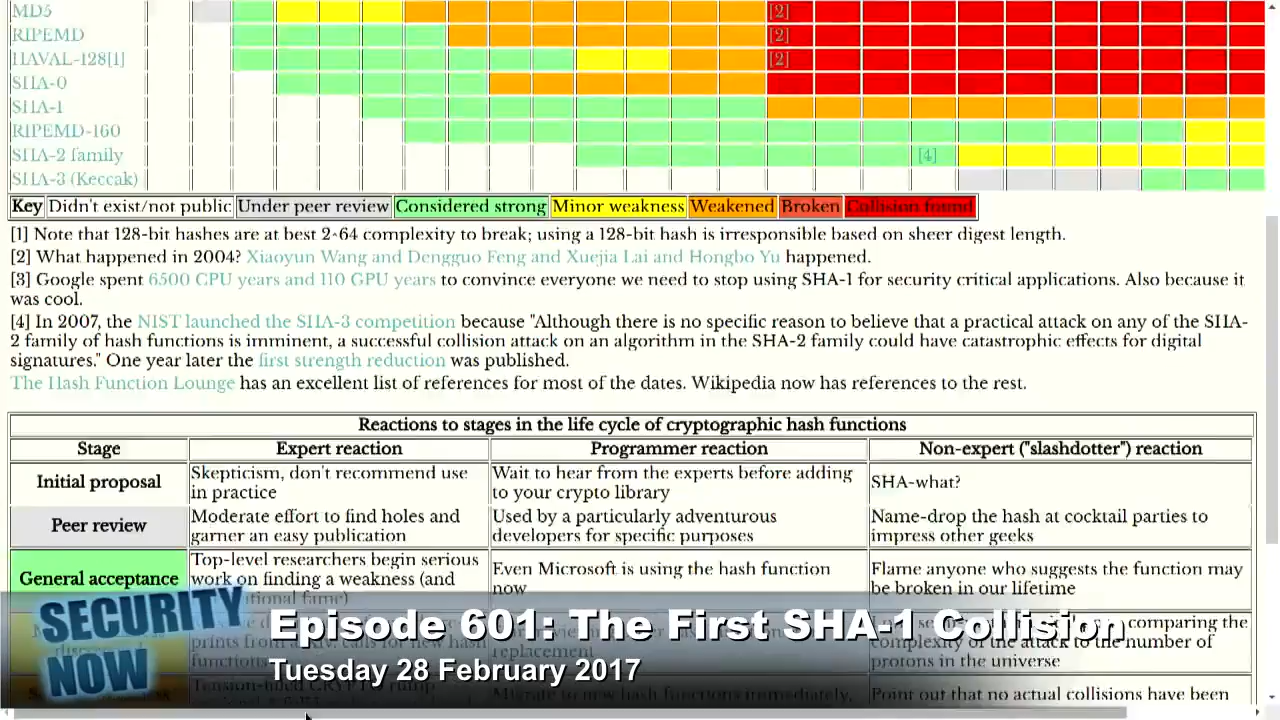 MD5 [2]
RIPEMD [2]
HAVAL-128[1] [2]
SHA-0
SHA-1
RIPEMD-160
SHA-2 family [4]
SHA-3 (Keccak)
Key Didn't exist/not public Under peer review Considered strong Minor weakness Weakened Broken Collision found
[1] Note that 128-bit hashes are at best 2^64 complexity to break; using a 128-bit hash is irresponsible based on sheer digest length.
[2] What happened in 2004? Xiaoyun Wang and Dengguo Feng and Xuejia Lai and Hongbo Yu happened.
[3] Google spent 6500 CPU years and 110 GPU years to convince everyone we need to stop using SHA-1 for security critical applications. Also because it
was cool.
[4] In 2007, the NIST launched the SHA-3 competition because "Although there is no specific reason to believe that a practical attack on any of the SHA-
2 family of hash functions is imminent, a successful collision attack on an algorithm in the SHA-2 family could have catastrophic effects for digital
signatures." One year later the first strength reduction was published.
The Hash Function Lounge has an excellent list of references for most of the dates. Wikipedia now has references to the rest.
Reactions to stages in the life cycle of cryptographic hash functions
Stage Expert reaction Programmer reaction Non-expert ("slashdotter") reaction
Initial proposal
Skepticism, don't recommend use
in practice
Wait to hear from the experts before adding
to your crypto library
SHA-what?
Peer review
Moderate effort to find holes and
garner an easy publication
Used by a particularly adventurous
developers for specific purposes
Name-drop the hash at cocktail parties to
impress other geeks
General acceptance
Top-level researchers begin serious
work on finding a weakness (and
fame)
Even Microsoft is using the hash function
now
Flame anyone who suggests the function may
be broken in our lifetime
prints from
functions
replacement
comparing the
complexity of the attack to the number of
protons in the universe
Migrate to new hash functions immediately,
Point out that no actual collisions have been
SECURITY
NOW
Episode 601: The First SHA-1 Collision
Tuesday 28 February 2017